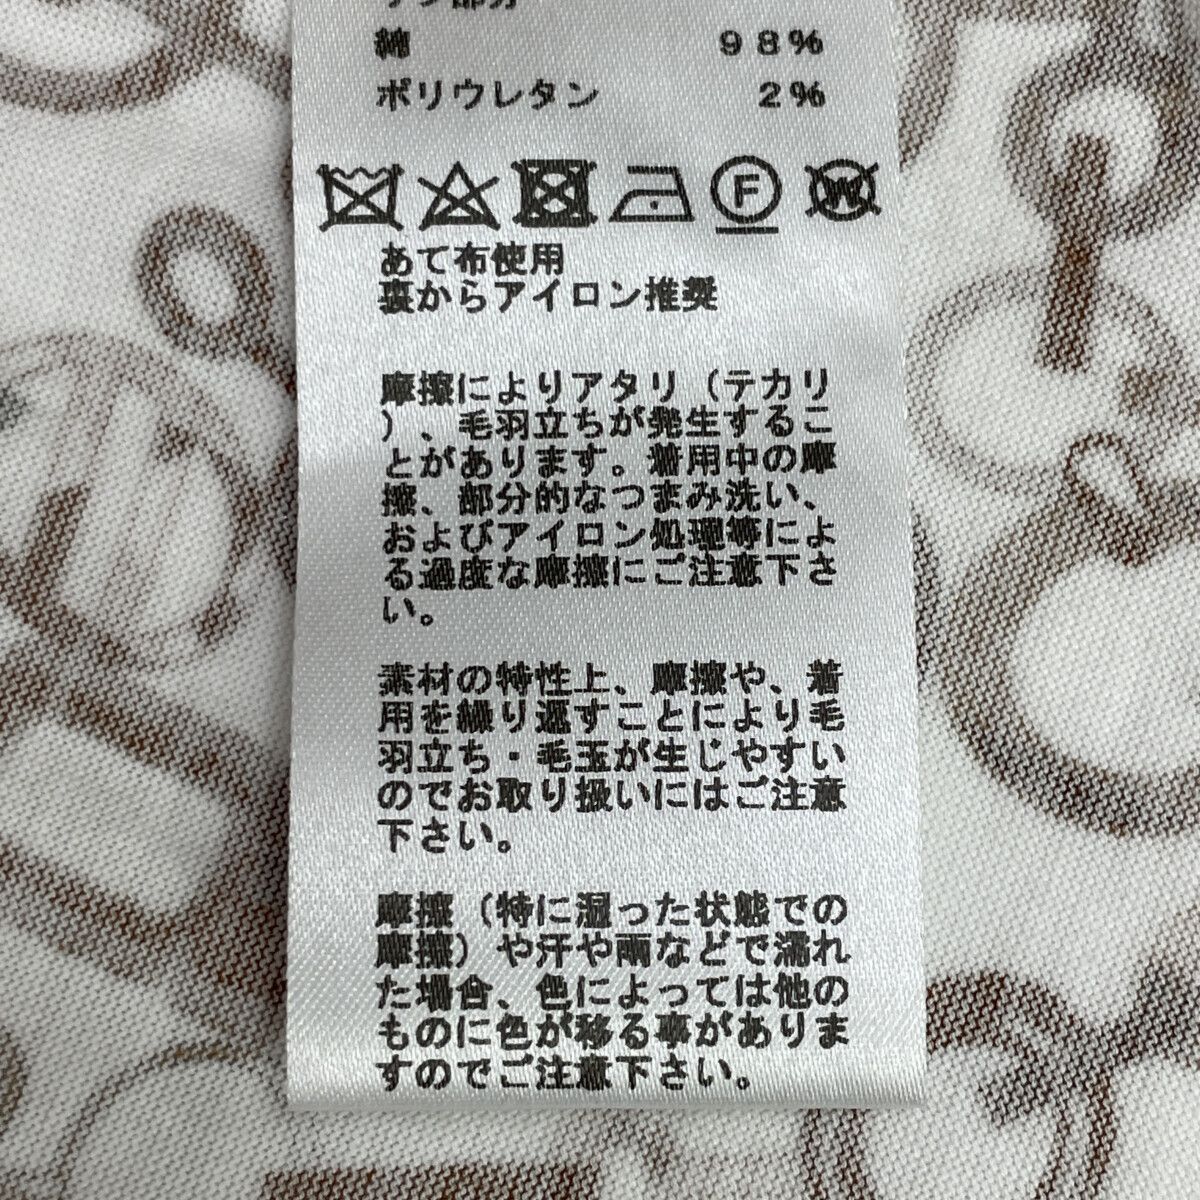 綿 98%
ポリウレタン 2%
F W
あて布使用
裏からアイロン推奨
摩擦によりアタリ（テカリ
）、毛羽立ちが発生するこ
とがあります。着用中の摩
擦、部分的なつまみ洗い、
およびアイロン処理等によ
る過度な摩擦にご注意下さ
い。
素材の特性上、摩擦や、着
用を繰り返すことにより毛
羽立ち・毛玉が生じやすい
のでお取り扱いにはご注意
下さい。
摩擦（特に湿った状態での
摩擦）や汗や雨などで濡れ
た場合、色によっては他の
ものに色が移る事がありま
すのでご注意下さい。